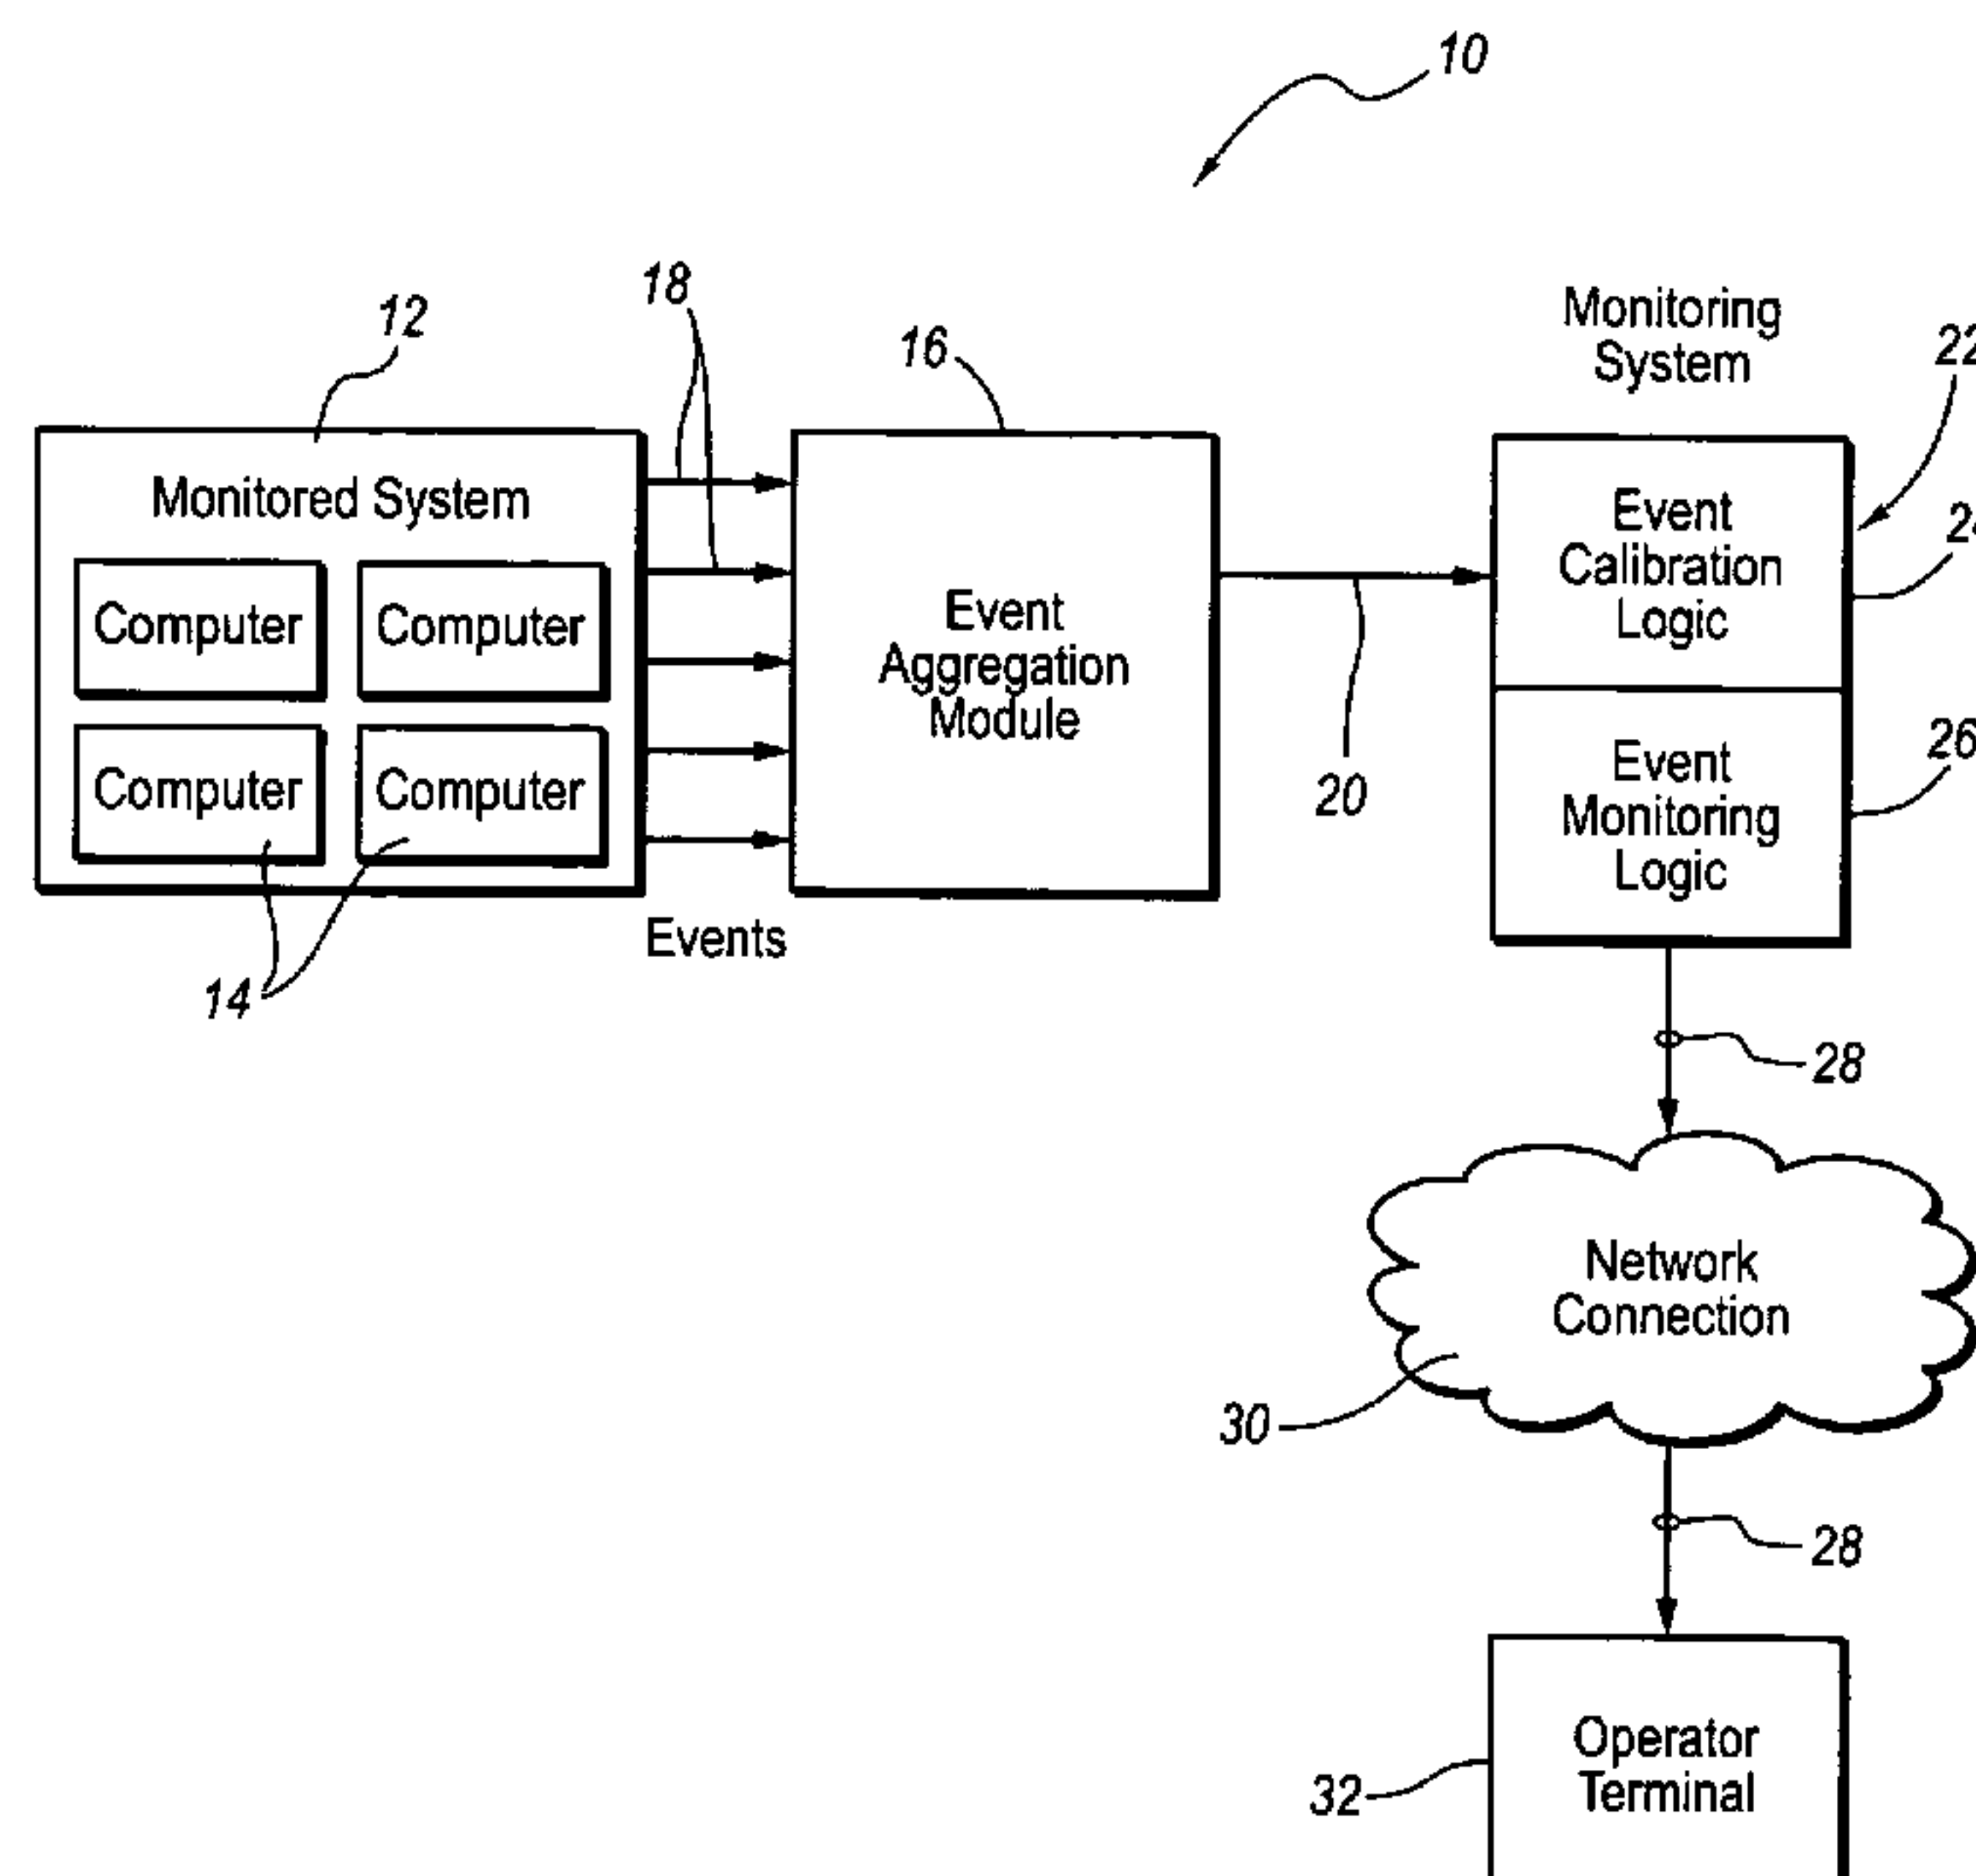 10
18
12
16
Monitoring
System
22
Monitored System
Computer
Computer
Computer
Computer
14
Events
Event
Aggregation
Module
20
Event
Calibration
Logic
Event
Monitoring
Logic
26
28
Network
Connection
30
28
Operator
Terminal
32